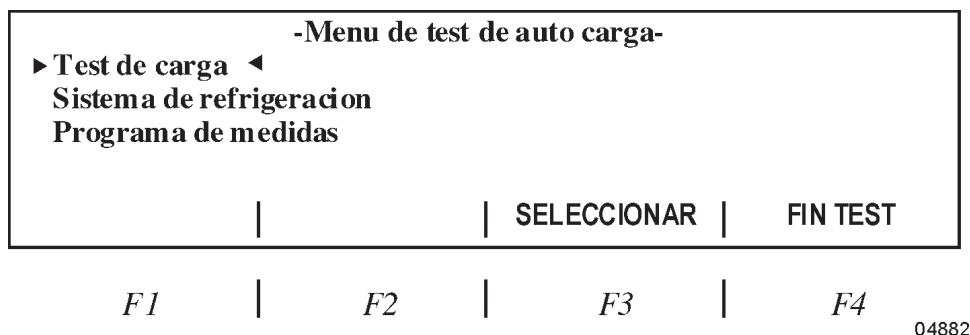 -Menu de test de auto carga-
▶ Test de carga ◀
Sistema de refrigeracion
Programa de medidas
| | SELECCIONAR | FIN TEST
F1 | F2 | F3 | F4
04882